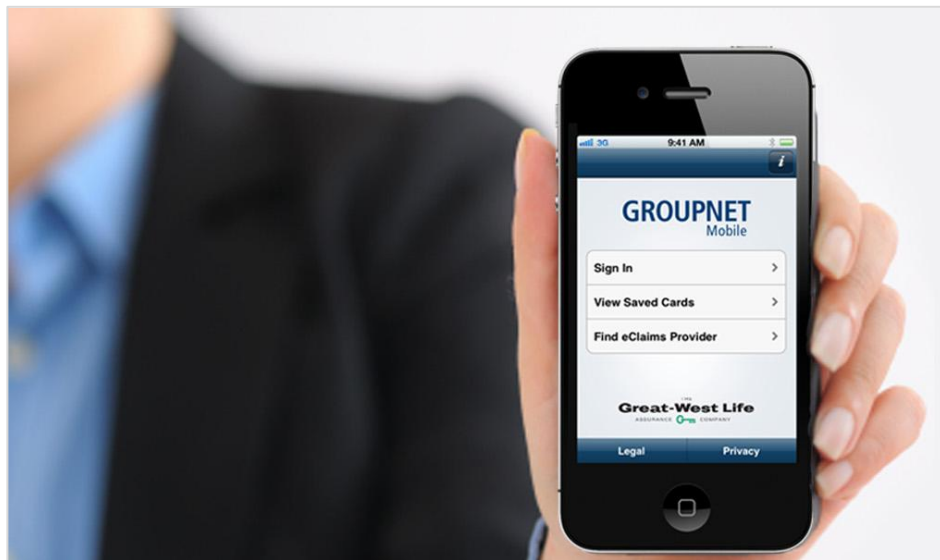 3G 9:41 AM
i
GROUPNET
Mobile
Sign In
View Saved Cards
Find eClaims Provider
THE
Great-West Life
ASSURANCE COMPANY
Legal Privacy